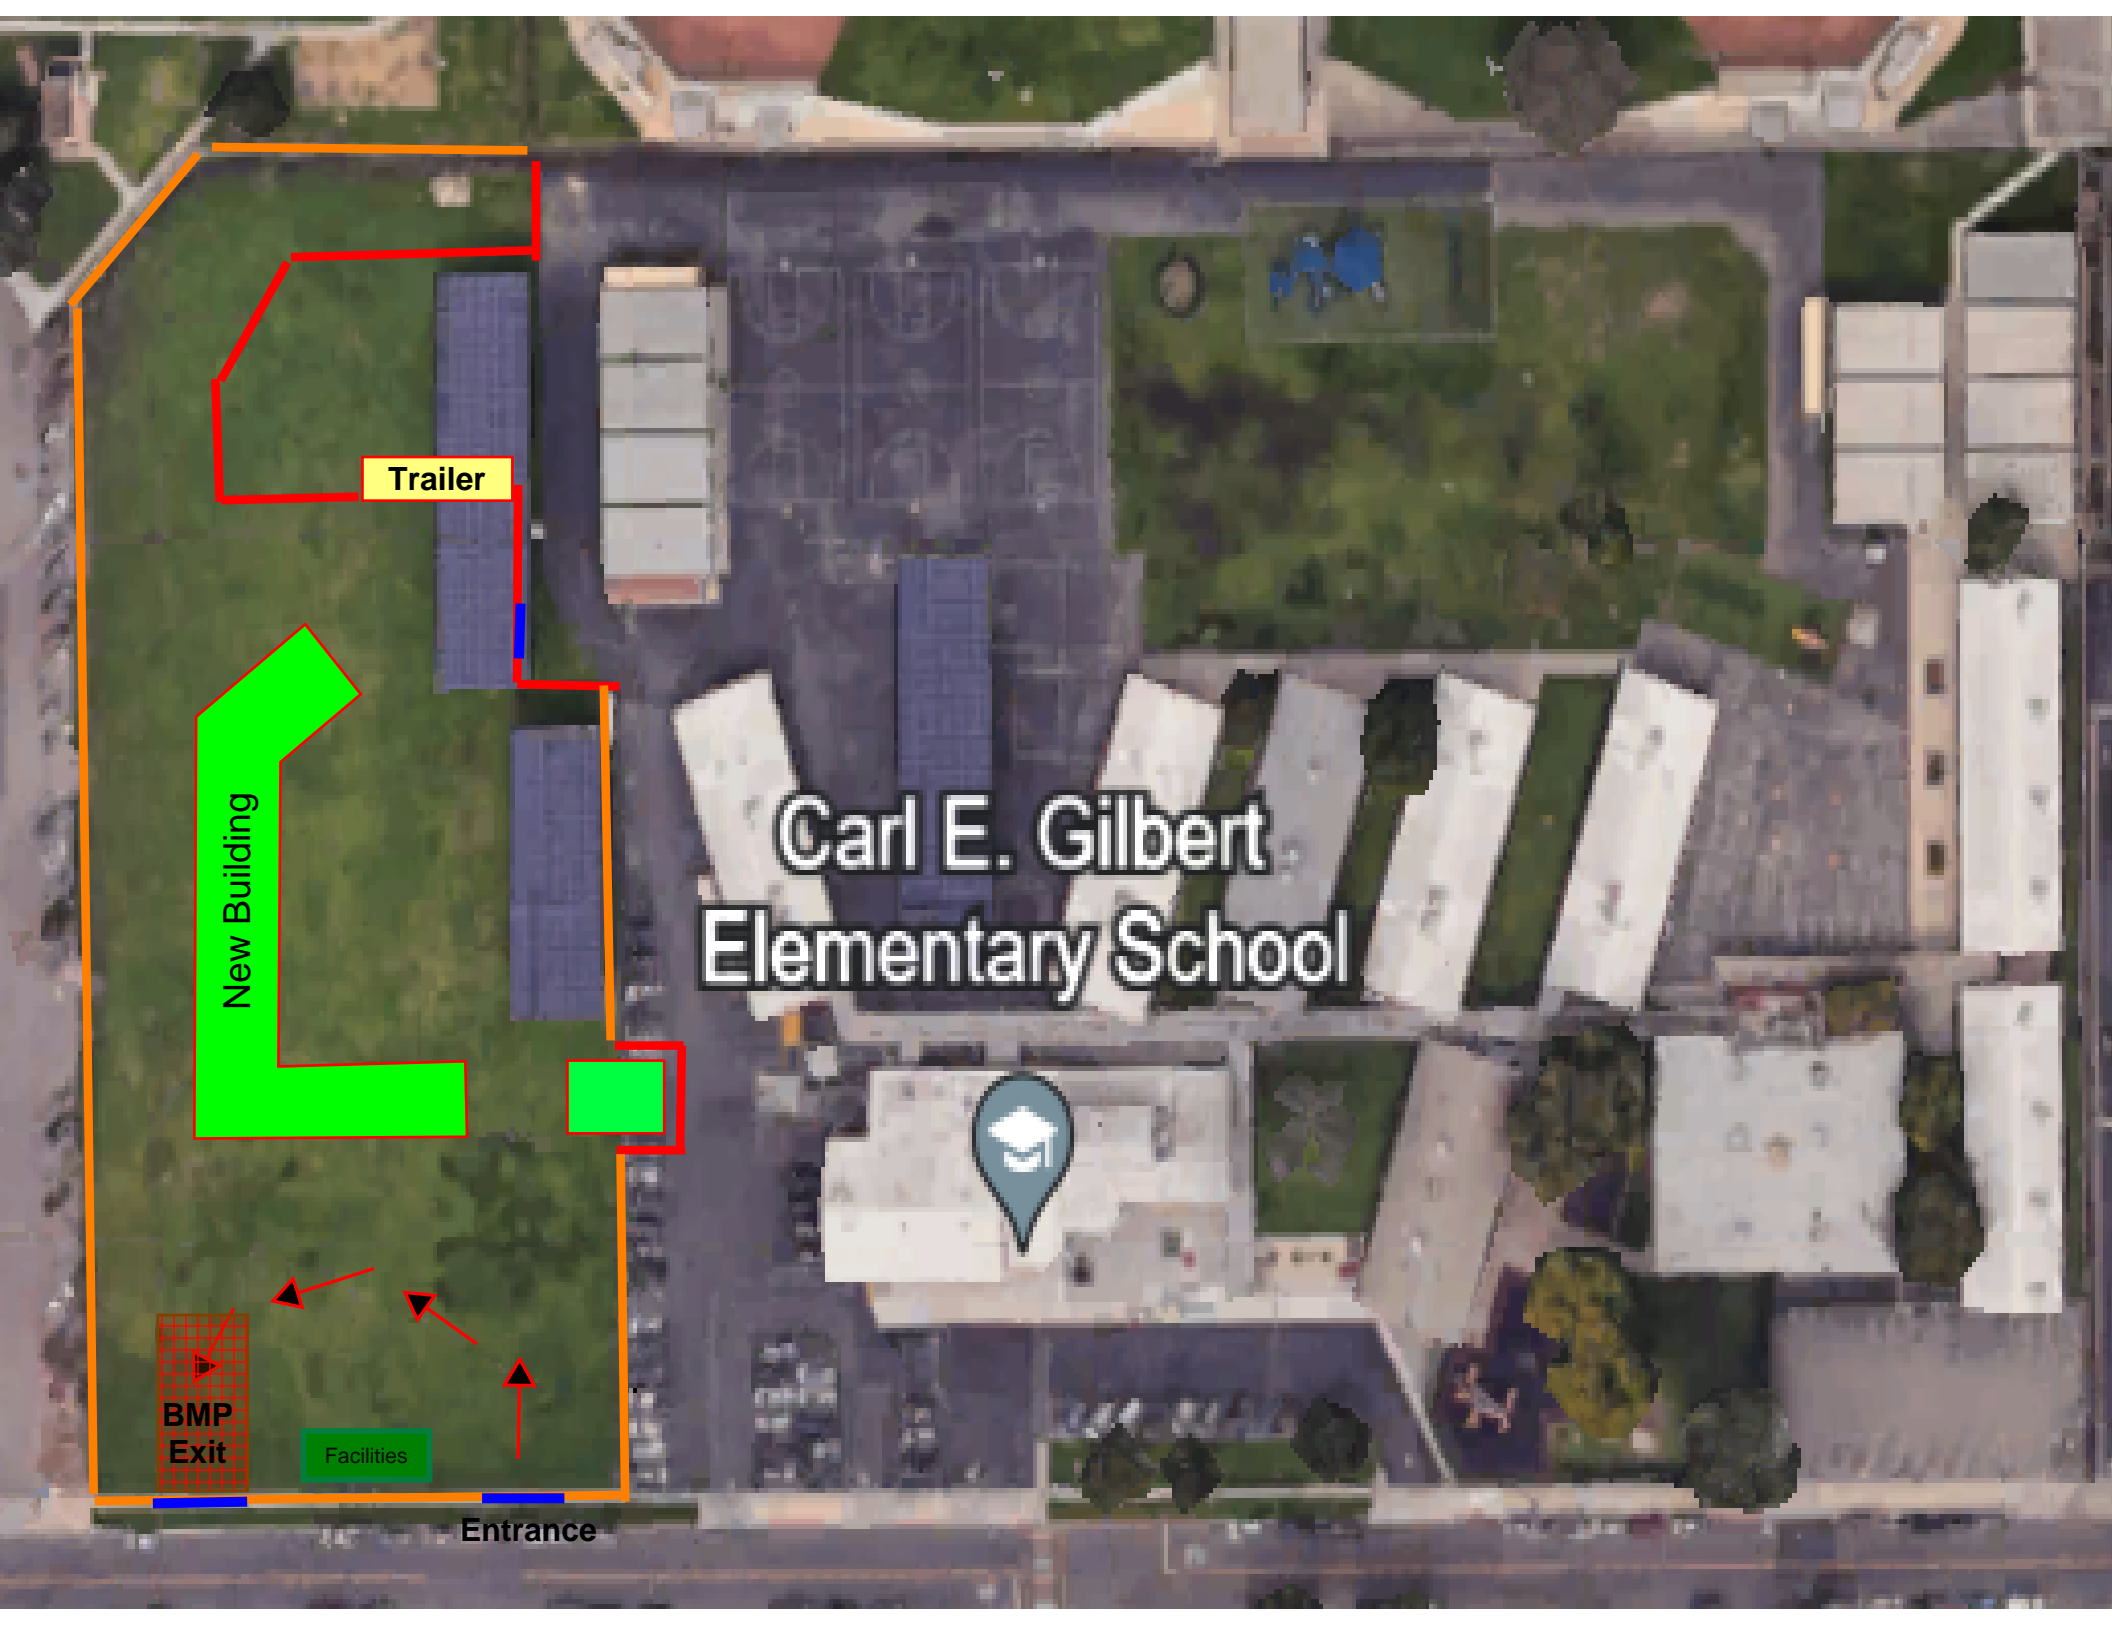 Trailer
New Building
Carl E. Gilbert
Elementary School
BMP
Exit
Facilities
Entrance